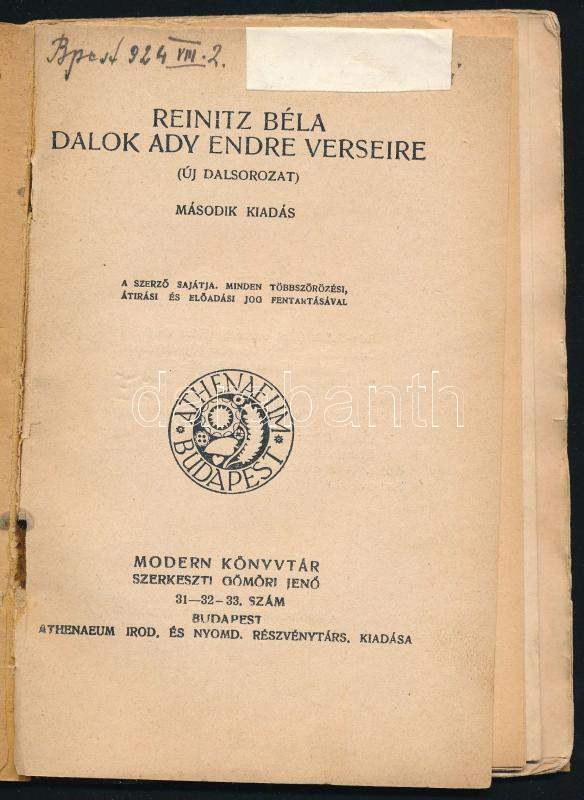 Bpest 924 VIII. 2.
REINITZ BÉLA
DALOK ADY ENDRE VERSEIRE
(ÚJ DALSOROZAT)
MÁSODIK KIADÁS
A SZERZŐ SAJÁTJA. MINDEN TÖBBSZÖRÖZÉSI,
ÁTIRÁSI ÉS ELŐADÁSI JOG FENTARTÁSÁVAL
darabanth
ATHENAEUM
BUDAPEST
MODERN KÖNYVTÁR
SZERKESZTI GÖMÖRI JENŐ
31—32—33. SZÁM
BUDAPEST
ATHENAEUM IROD. ÉS NYOMD. RÉSZVÉNYTÁRS. KIADÁSA